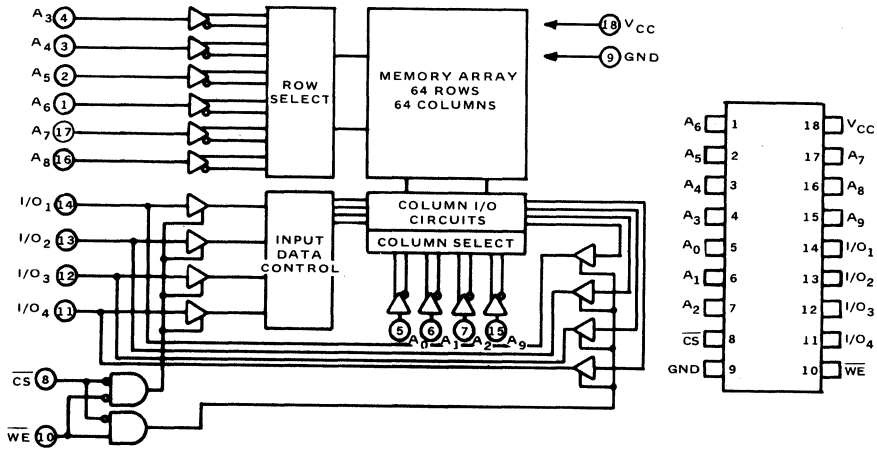 A3 4
A4 3
A5 2
A6 1
A7 17
A8 16
ROW
SELECT
MEMORY ARRAY
64 ROWS
64 COLUMNS
18 VCC
9 GND
I/O1 14
I/O2 13
I/O3 12
I/O4 11
INPUT
DATA
CONTROL
COLUMN I/O
CIRCUITS
COLUMN SELECT
5 A0 6 A1 7 A2 15 A9
CS 8
WE 10
A6 1 18 VCC
A5 2 17 A7
A4 3 16 A8
A3 4 15 A9
A0 5 14 I/O1
A1 6 13 I/O2
A2 7 12 I/O3
CS 8 11 I/O4
GND 9 10 WE